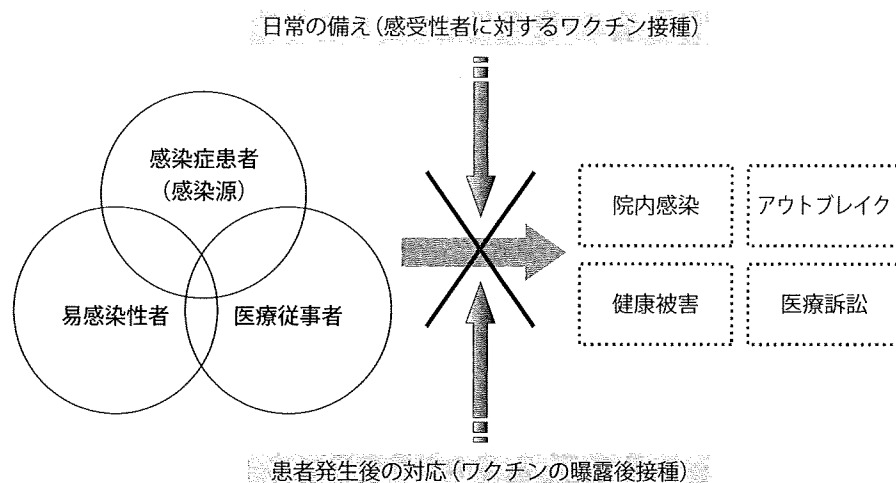 日常の備え（感受性者に対するワクチン接種）
感染症患者
（感染源）
易感染性者
医療従事者
院内感染
アウトブレイク
健康被害
医療訴訟
患者発生後の対応（ワクチンの曝露後接種）